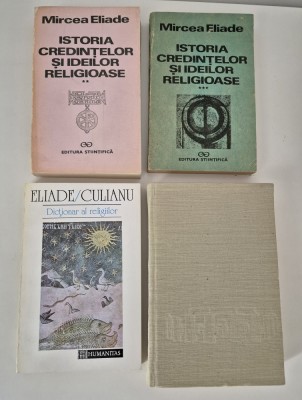 Mircea Eliade
ISTORIA
CREDINȚELOR
ȘI IDEILOR
RELIGIOASE
**
EDITURA ȘTIINȚIFICĂ
Mircea Eliade
ISTORIA
CREDINȚELOR
ȘI IDEILOR
RELIGIOASE
***
EDITURA ȘTIINȚIFICĂ
ELIADE/CULIANU
Dicționar al religiilor
HUMANITAS